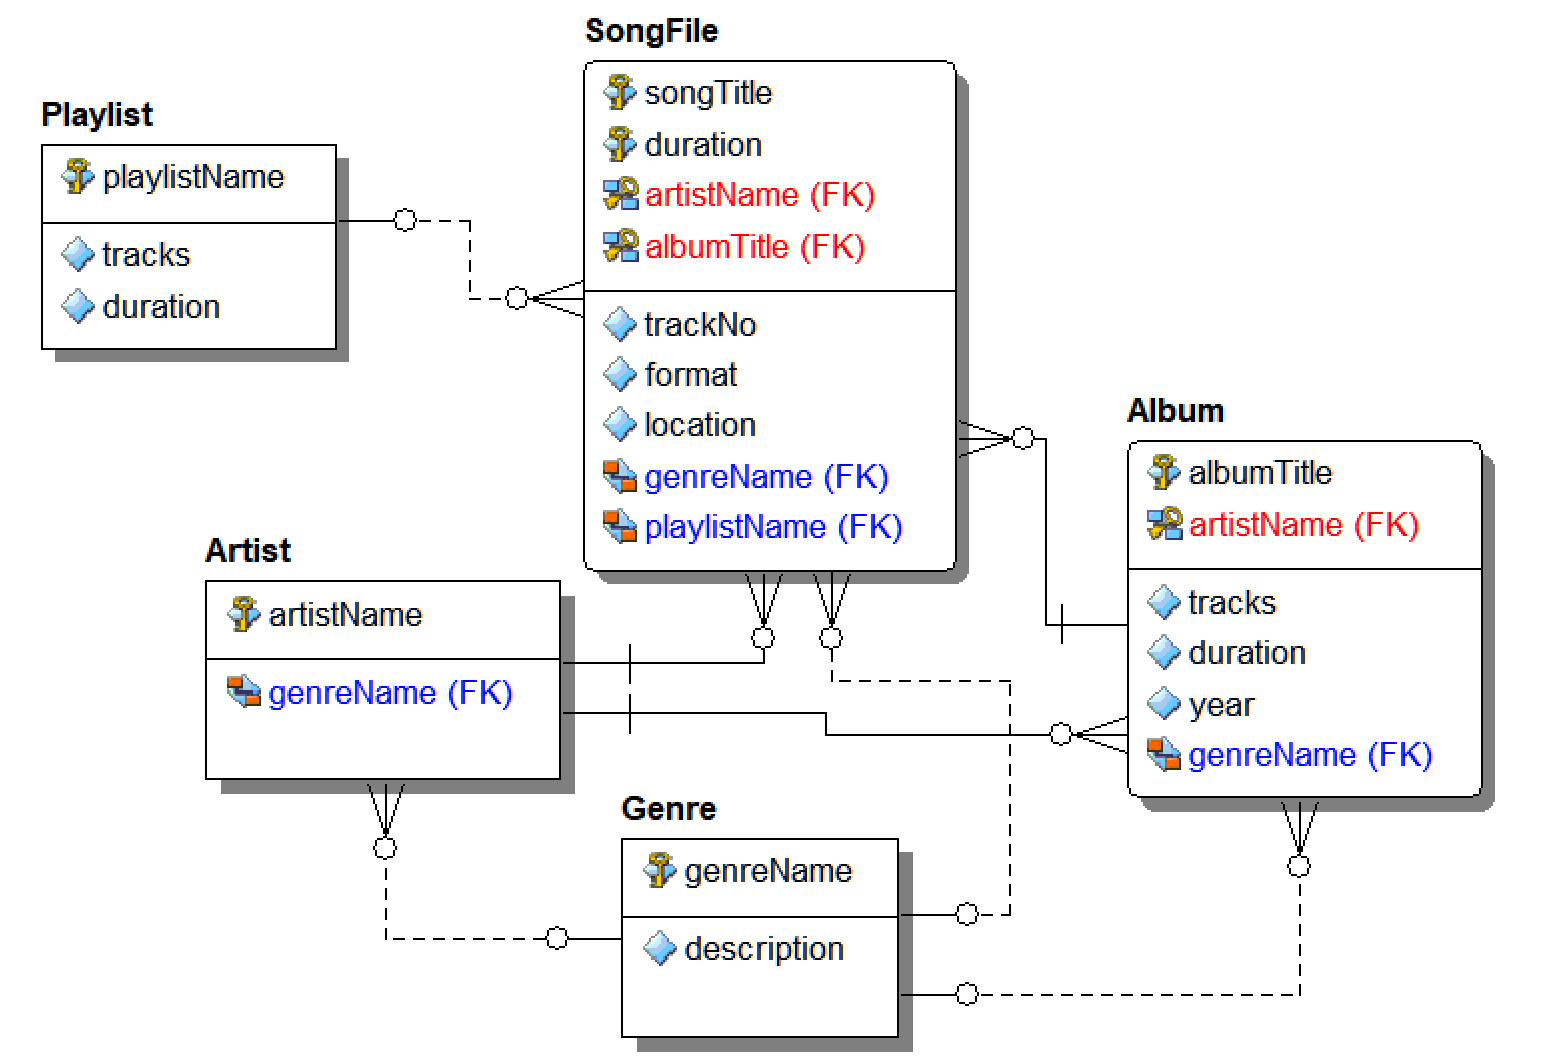 SongFile
songTitle
duration
artistName (FK)
albumTitle (FK)
trackNo
format
location
genreName (FK)
playlistName (FK)
Playlist
playlistName
tracks
duration
Album
albumTitle
artistName (FK)
tracks
duration
year
genreName (FK)
Artist
artistName
genreName (FK)
Genre
genreName
description